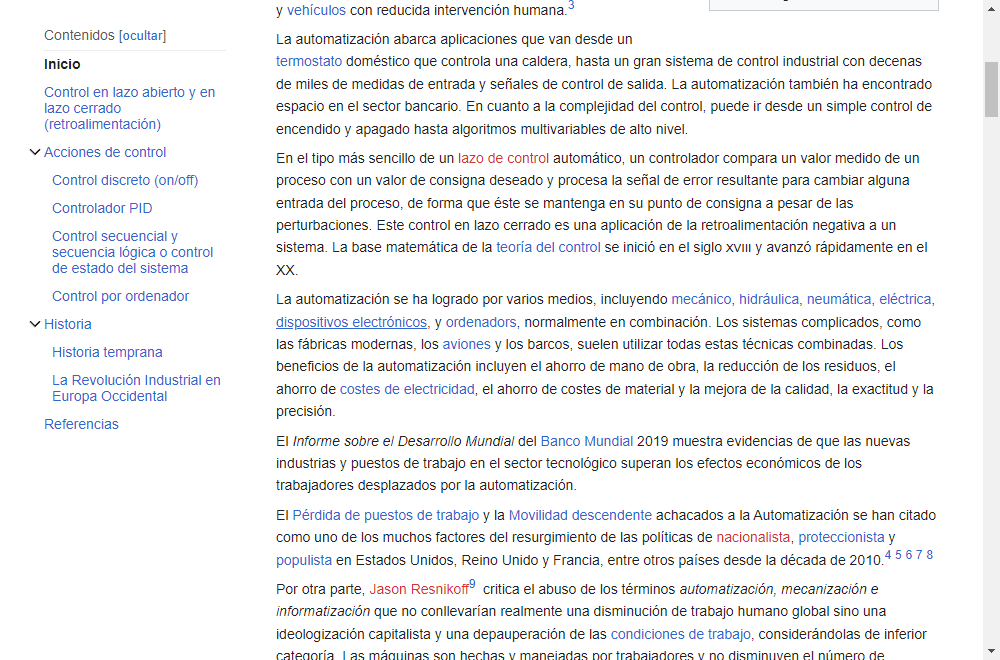 Contenidos [ocultar]
Inicio
Control en lazo abierto y en
lazo cerrado
(retroalimentación)
Acciones de control
Control discreto (on/off)
Controlador PID
Control secuencial y
secuencia lógica o control
de estado del sistema
Control por ordenador
Historia
Historia temprana
La Revolución Industrial en
Europa Occidental
Referencias
y vehículos con reducida intervención humana.3
La automatización abarca aplicaciones que van desde un
termostato doméstico que controla una caldera, hasta un gran sistema de control industrial con decenas
de miles de medidas de entrada y señales de control de salida. La automatización también ha encontrado
espacio en el sector bancario. En cuanto a la complejidad del control, puede ir desde un simple control de
encendido y apagado hasta algoritmos multivariables de alto nivel.
En el tipo más sencillo de un lazo de control automático, un controlador compara un valor medido de un
proceso con un valor de consigna deseado y procesa la señal de error resultante para cambiar alguna
entrada del proceso, de forma que éste se mantenga en su punto de consigna a pesar de las
perturbaciones. Este control en lazo cerrado es una aplicación de la retroalimentación negativa a un
sistema. La base matemática de la teoría del control se inició en el siglo XVIII y avanzó rápidamente en el
XX.
La automatización se ha logrado por varios medios, incluyendo mecánico, hidráulica, neumática, eléctrica,
dispositivos electrónicos, y ordenadors, normalmente en combinación. Los sistemas complicados, como
las fábricas modernas, los aviones y los barcos, suelen utilizar todas estas técnicas combinadas. Los
beneficios de la automatización incluyen el ahorro de mano de obra, la reducción de los residuos, el
ahorro de costes de electricidad, el ahorro de costes de material y la mejora de la calidad, la exactitud y la
precisión.
El Informe sobre el Desarrollo Mundial del Banco Mundial 2019 muestra evidencias de que las nuevas
industrias y puestos de trabajo en el sector tecnológico superan los efectos económicos de los
trabajadores desplazados por la automatización.
El Pérdida de puestos de trabajo y la Movilidad descendente achacados a la Automatización se han citado
como uno de los muchos factores del resurgimiento de las políticas de nacionalista, proteccionista y
populista en Estados Unidos, Reino Unido y Francia, entre otros países desde la década de 2010.4 5 6 7 8
Por otra parte, Jason Resnikoff9 critica el abuso de los términos automatización, mecanización e
informatización que no conllevarían realmente una disminución de trabajo humano global sino una
ideologización capitalista y una depauperación de las condiciones de trabajo, considerándolas de inferior
categoría. Las máquinas son hechas y manejadas por trabajadores y no disminuyen el número de